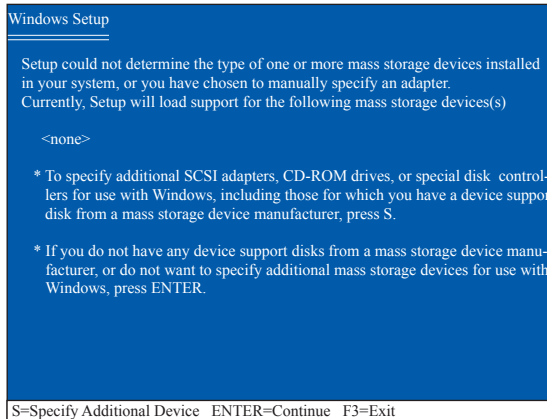 Windows Setup
Setup could not determine the type of one or more mass storage devices installed
in your system, or you have chosen to manually specify an adapter.
Currently, Setup will load support for the following mass storage devices(s)
<none>
* To specify additional SCSI adapters, CD-ROM drives, or special disk control-
lers for use with Windows, including those for which you have a device suppor
disk from a mass storage device manufacturer, press S.
* If you do not have any device support disks from a mass storage device manu-
facturer, or do not want to specify additional mass storage devices for use with
Windows, press ENTER.
S=Specify Additional Device ENTER=Continue F3=Exit